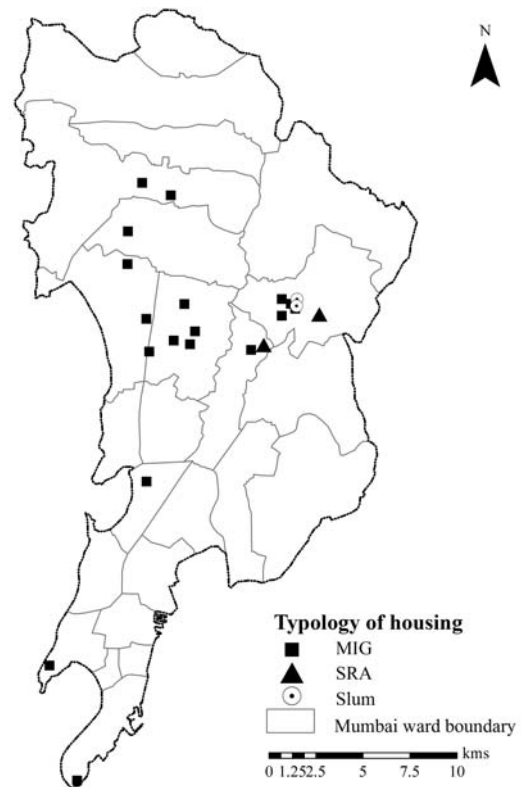 N
Typology of housing
MIG
SRA
Slum
Mumbai ward boundary
kms
0 1.252.5 5 7.5 10